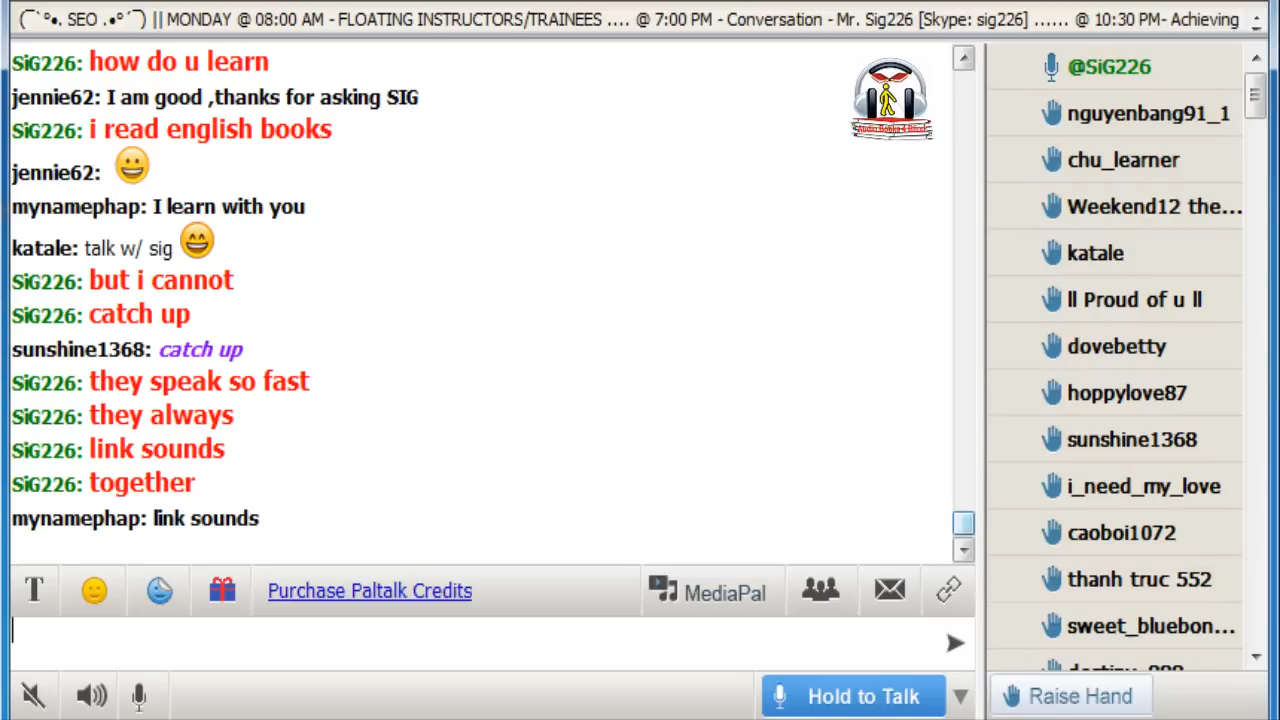 (¯`°•. SEO .•°´¯) || MONDAY @ 08:00 AM - FLOATING INSTRUCTORS/TRAINEES .... @ 7:00 PM - Conversation - Mr. Sig226 [Skype: sig226] ...... @ 10:30 PM- Achieving
SiG226: how do u learn
jennie62: I am good ,thanks for asking SIG
SiG226: i read english books
jennie62: 😀
mynamephap: I learn with you
katale: talk w/ sig 😄
SiG226: but i cannot
SiG226: catch up
sunshine1368: catch up
SiG226: they speak so fast
SiG226: they always
SiG226: link sounds
SiG226: together
mynamephap: link sounds
@SiG226
nguyenbang91_1
chu_learner
Weekend12 the...
katale
ll Proud of u ll
dovebetty
hoppylove87
sunshine1368
i_need_my_love
caoboi1072
thanh truc 552
sweet_bluebon...
T
Purchase Paltalk Credits
MediaPal
Hold to Talk
Raise Hand